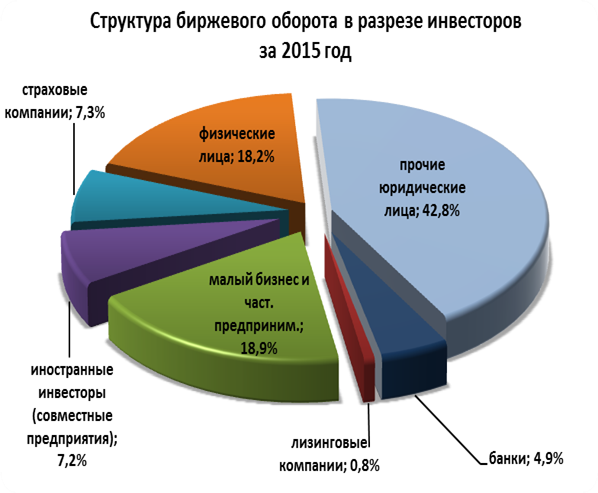 Структура биржевого оборота в разрезе инвесторов
за 2015 год
страховые
компании; 7,3%
физические
лица; 18,2%
прочие
юридические
лица; 42,8%
малый бизнес и
част.
предприним.;
18,9%
иностранные
инвесторы
(совместные
предприятия);
7,2%
лизинговые
компании; 0,8%
банки; 4,9%